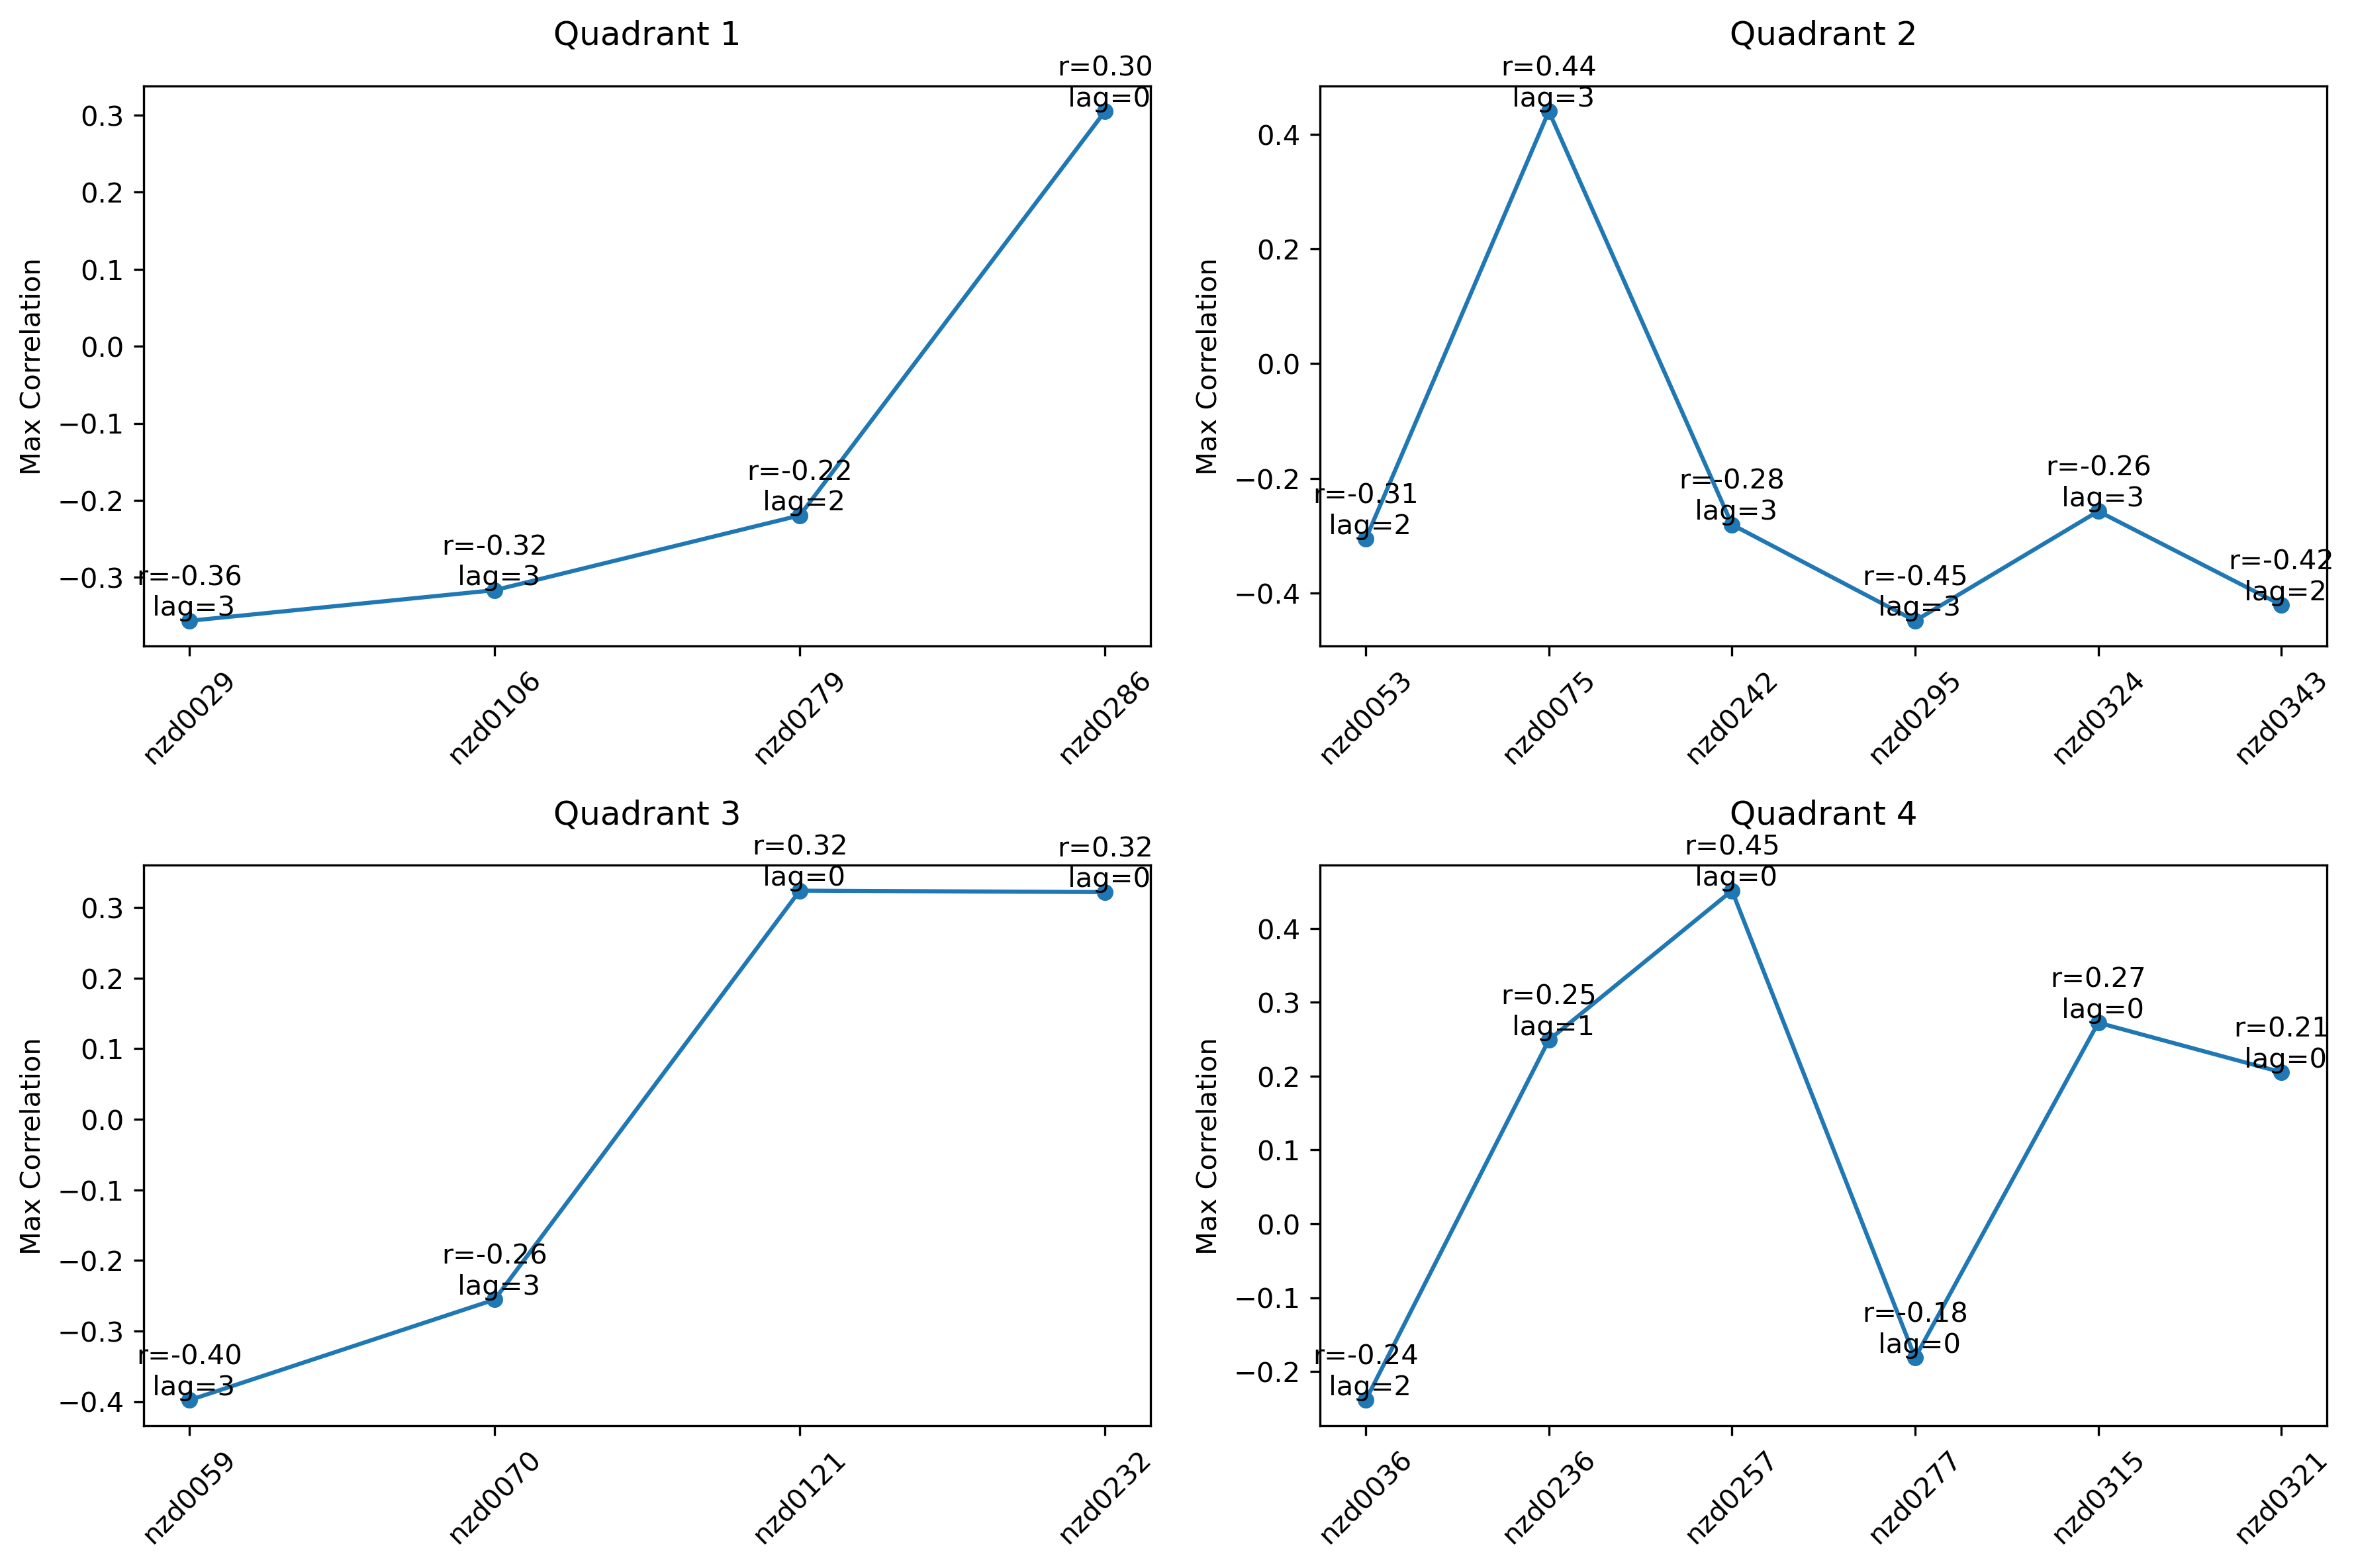 Quadrant 1
r=0.30
lag=0
0.3
0.2
0.1
0.0
−0.1
−0.2
−0.3
Max Correlation
r=-0.36
lag=3
r=-0.32
lag=3
r=-0.22
lag=2
nzd0029
nzd0106
nzd0279
nzd0286
Quadrant 2
r=0.44
lag=3
0.4
0.2
0.0
−0.2
−0.4
Max Correlation
r=-0.31
lag=2
r=-0.28
lag=3
r=-0.45
lag=3
r=-0.26
lag=3
r=-0.42
lag=2
nzd0053
nzd0075
nzd0242
nzd0295
nzd0324
nzd0343
Quadrant 3
r=0.32
lag=0
r=0.32
lag=0
0.3
0.2
0.1
0.0
−0.1
−0.2
−0.3
−0.4
Max Correlation
r=-0.40
lag=3
r=-0.26
lag=3
nzd0059
nzd0070
nzd0121
nzd0232
Quadrant 4
r=0.45
lag=0
0.4
0.3
0.2
0.1
0.0
−0.1
−0.2
Max Correlation
r=-0.24
lag=2
r=0.25
lag=1
r=-0.18
lag=0
r=0.27
lag=0
r=0.21
lag=0
nzd0036
nzd0236
nzd0257
nzd0277
nzd0315
nzd0321